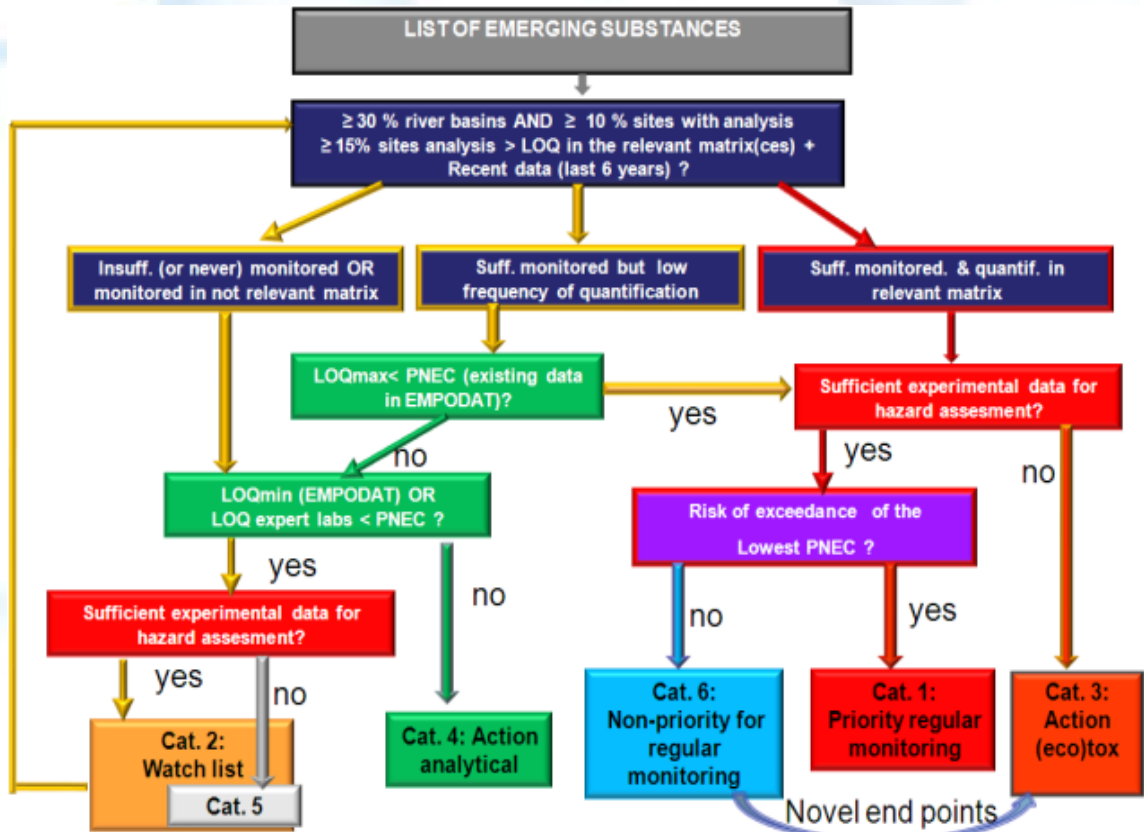 LIST OF EMERGING SUBSTANCES
≥ 30 % river basins AND ≥ 10 % sites with analysis
≥ 15% sites analysis > LOQ in the relevant matrix(ces) +
Recent data (last 6 years) ?
Insuff. (or never) monitored OR
monitored in not relevant matrix
Suff. monitored but low
frequency of quantification
Suff. monitored. & quantif. in
relevant matrix
LOQmax< PNEC (existing data
in EMPODAT)?
yes
Sufficient experimental data for
hazard assesment?
no
yes
no
LOQmin (EMPODAT) OR
LOQ expert labs < PNEC ?
Risk of exceedance of the
Lowest PNEC ?
yes
no
no
yes
Sufficient experimental data for
hazard assesment?
yes
no
Cat. 2:
Watch list
Cat. 5
Cat. 4: Action
analytical
Cat. 6:
Non-priority for
regular
monitoring
Cat. 1:
Priority regular
monitoring
Cat. 3:
Action
(eco)tox
Novel end points